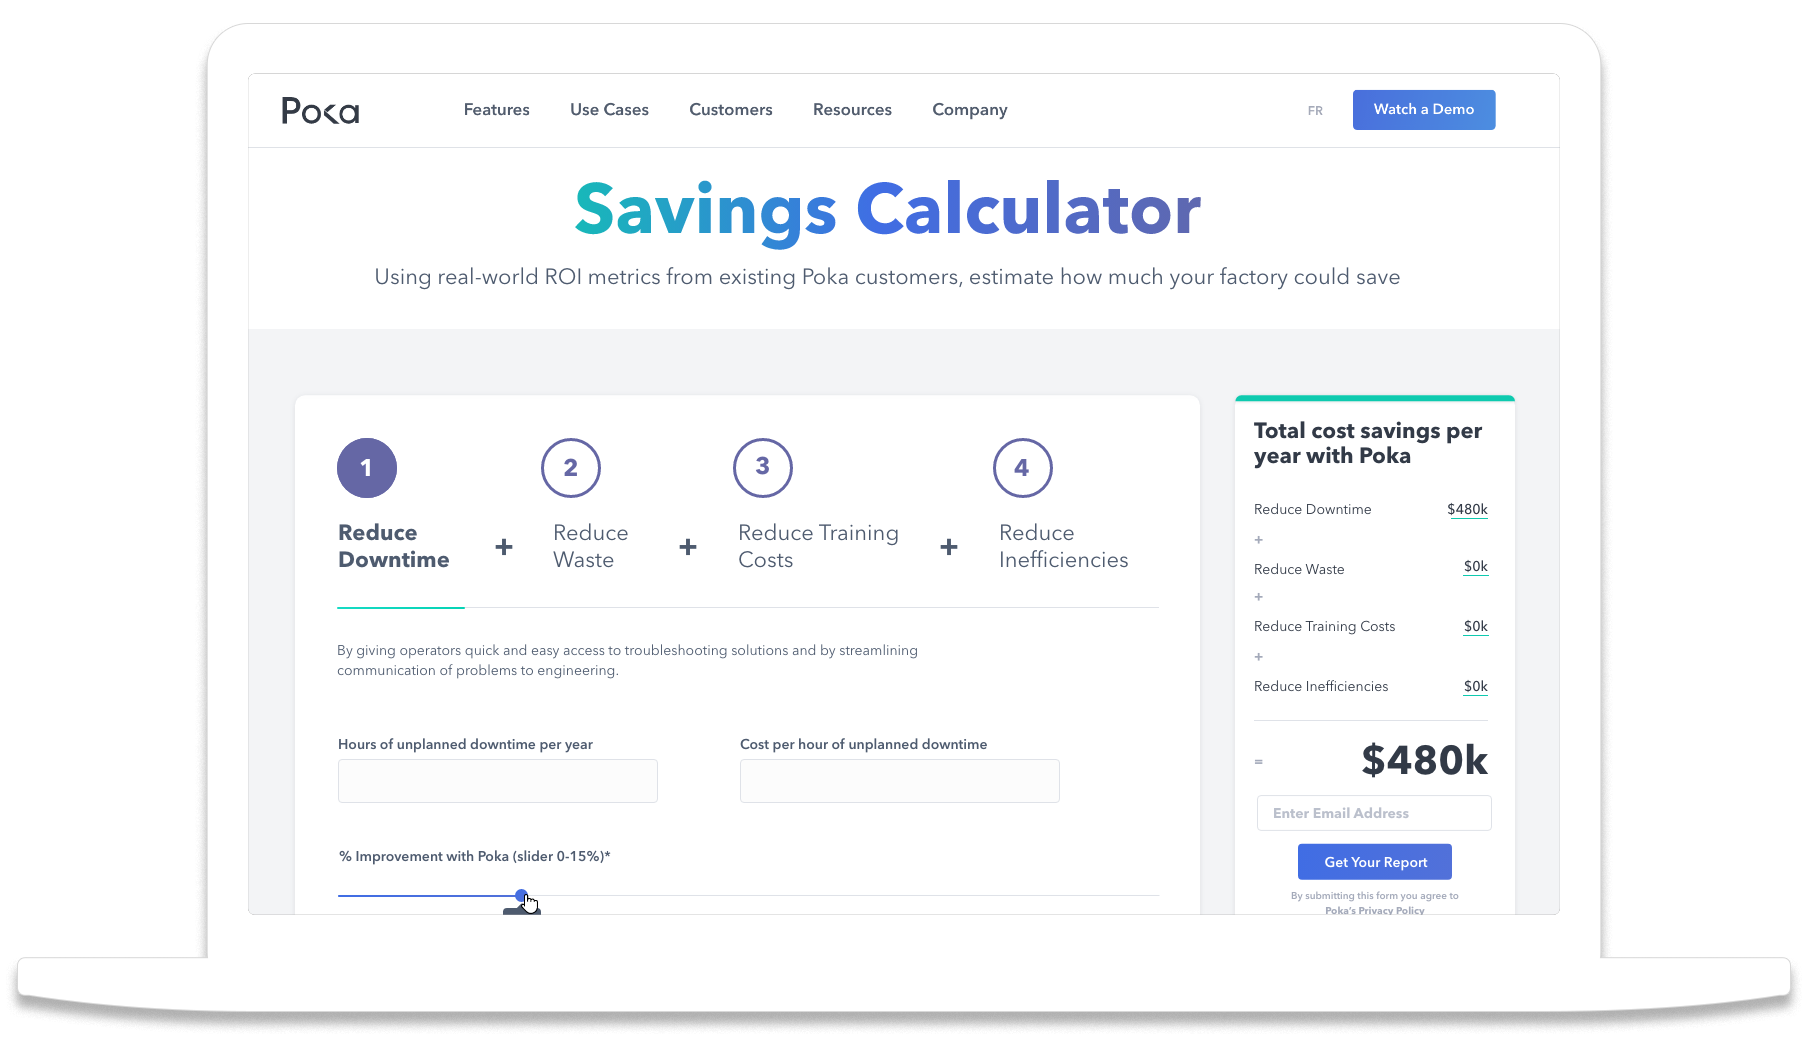 Poka
Features
Use Cases
Customers
Resources
Company
FR
Watch a Demo
Savings Calculator
Using real-world ROI metrics from existing Poka customers, estimate how much your factory could save
1
2
3
4
Reduce
Downtime
+
Reduce
Waste
+
Reduce Training
Costs
+
Reduce
Inefficiencies
By giving operators quick and easy access to troubleshooting solutions and by streamlining
communication of problems to engineering.
Hours of unplanned downtime per year
Cost per hour of unplanned downtime
% Improvement with Poka (slider 0-15%)*
Total cost savings per
year with Poka
Reduce Downtime $480k
+
Reduce Waste $0k
+
Reduce Training Costs $0k
+
Reduce Inefficiencies $0k
= $480k
Enter Email Address
Get Your Report
By submitting this form you agree to
Poka's Privacy Policy